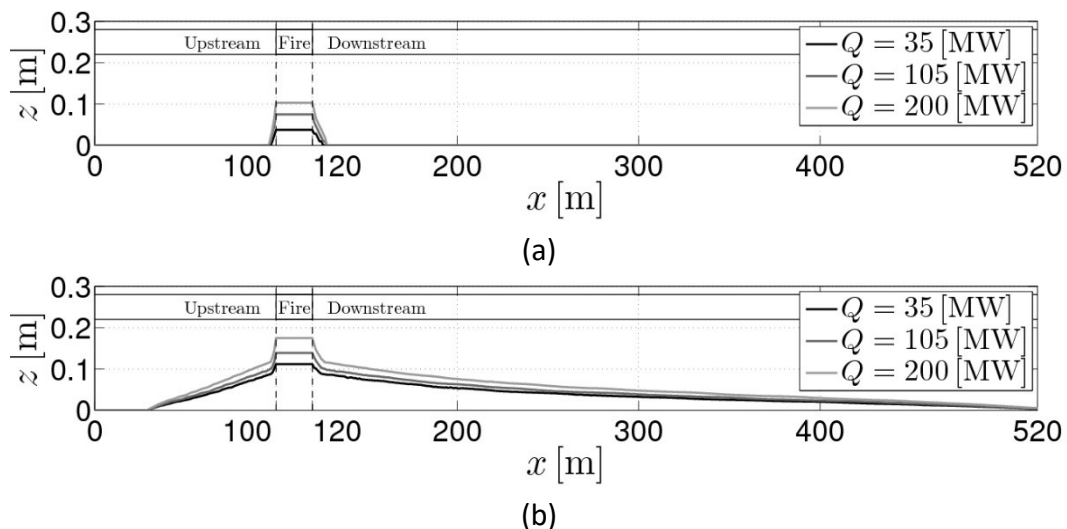 0.3
0.2
0.1
0
z [m]
Upstream Fire Downstream
Q = 35 [MW]
Q = 105 [MW]
Q = 200 [MW]
0 100 120 200 300 400 520
x [m]
(a)
0.3
0.2
0.1
0
z [m]
Upstream Fire Downstream
Q = 35 [MW]
Q = 105 [MW]
Q = 200 [MW]
0 100 120 200 300 400 520
x [m]
(b)